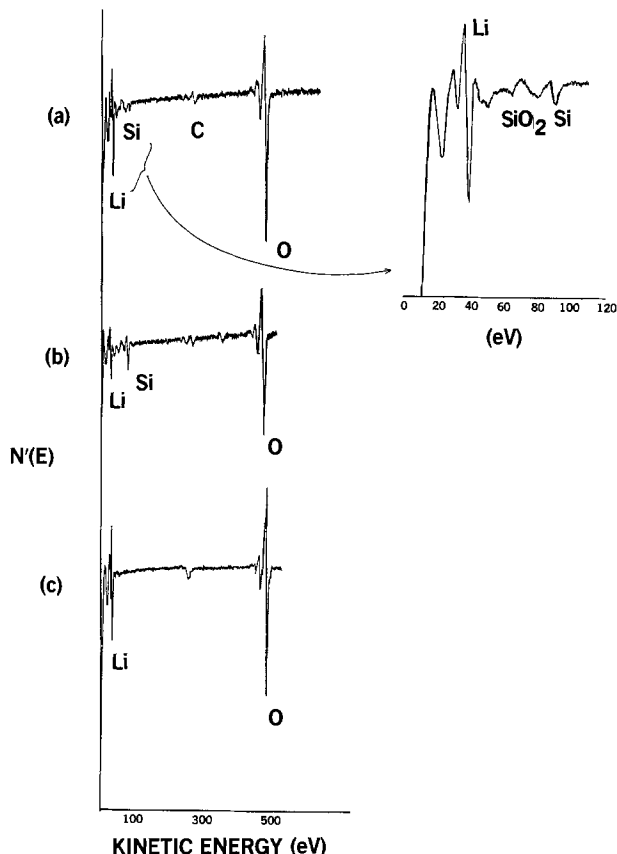 (a)
Si
C
Li
O
Li
SiO2 Si
0 20 40 60 80 100 120
(eV)
(b)
Li
Si
O
N'(E)
(c)
Li
O
100 300 500
KINETIC ENERGY (eV)